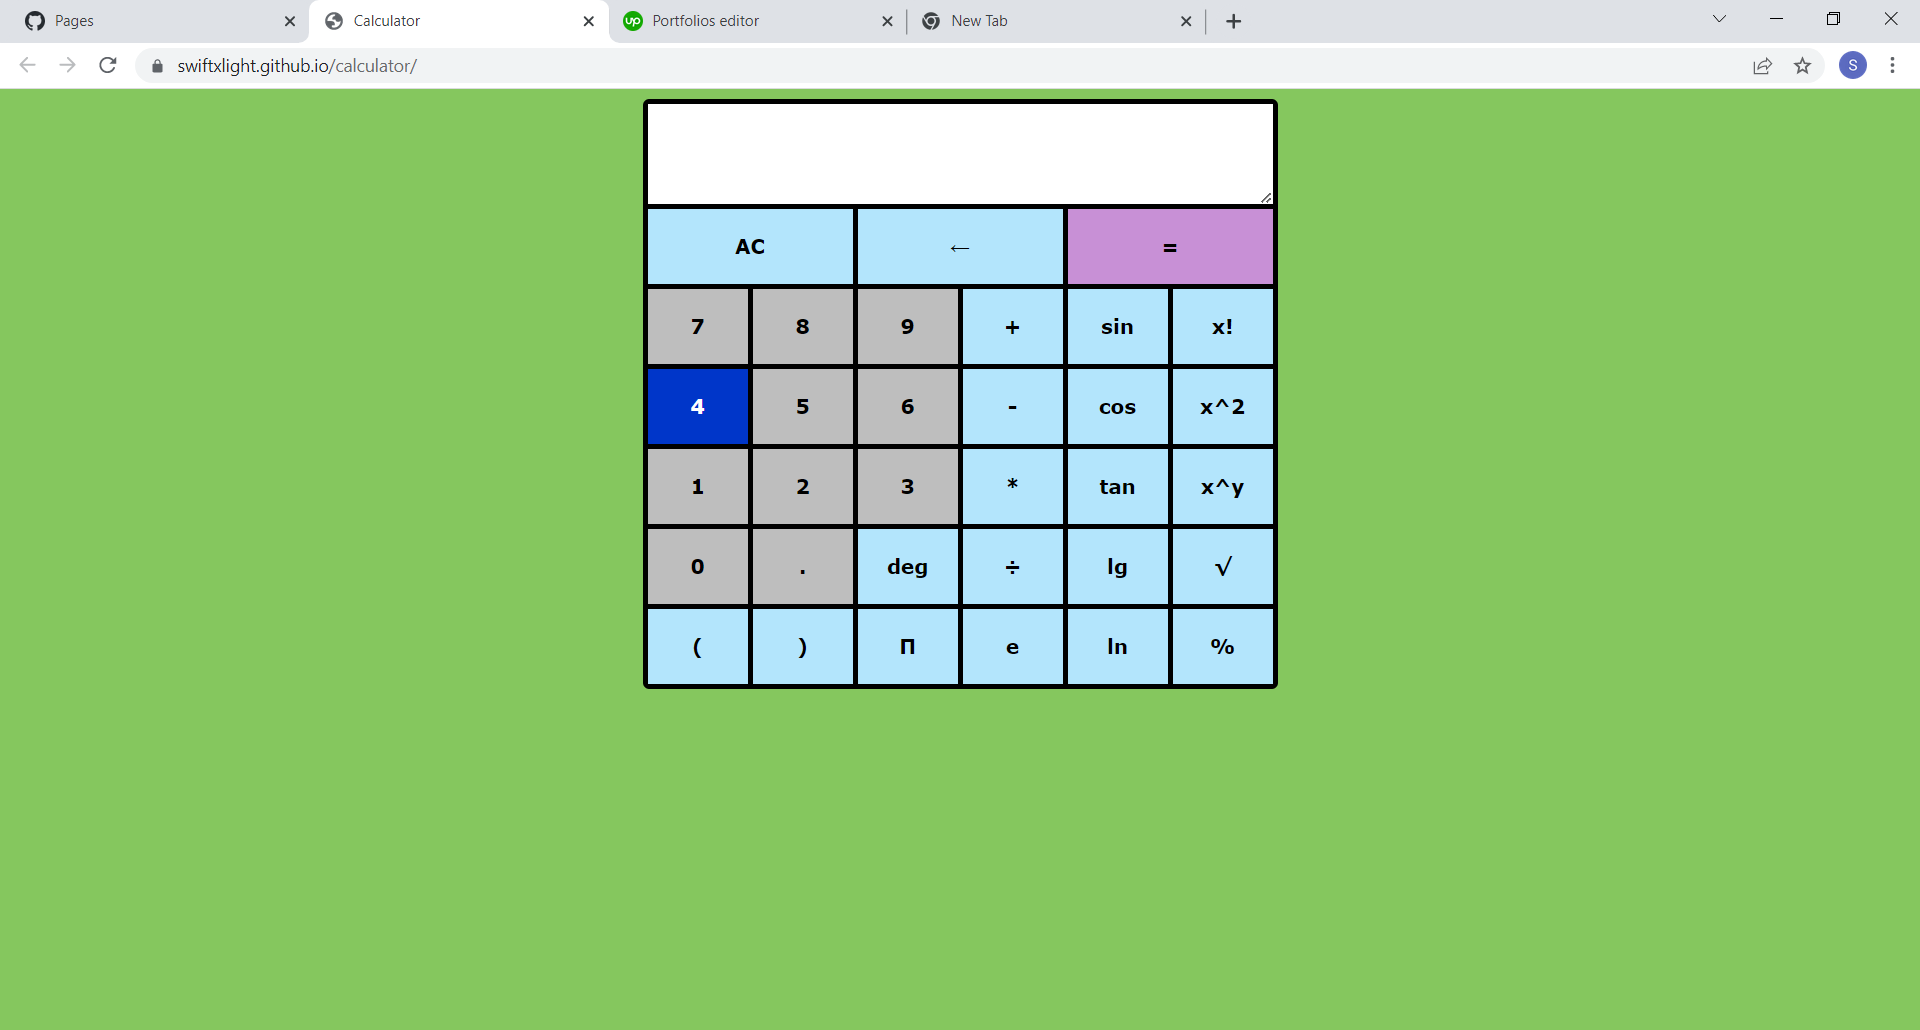 Pages
Calculator
Portfolios editor
New Tab
swiftxlight.github.io/calculator/
S
AC ← =
7 8 9 + sin x!
4 5 6 - cos x^2
1 2 3 * tan x^y
0 . deg ÷ lg √
( ) П e ln %